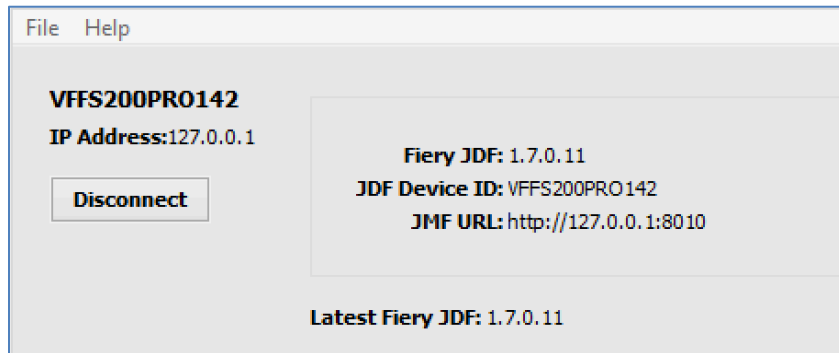 File Help
VFFS200PRO142
IP Address:127.0.0.1
Disconnect
Fiery JDF: 1.7.0.11
JDF Device ID: VFFS200PRO142
JMF URL: http://127.0.0.1:8010
Latest Fiery JDF: 1.7.0.11